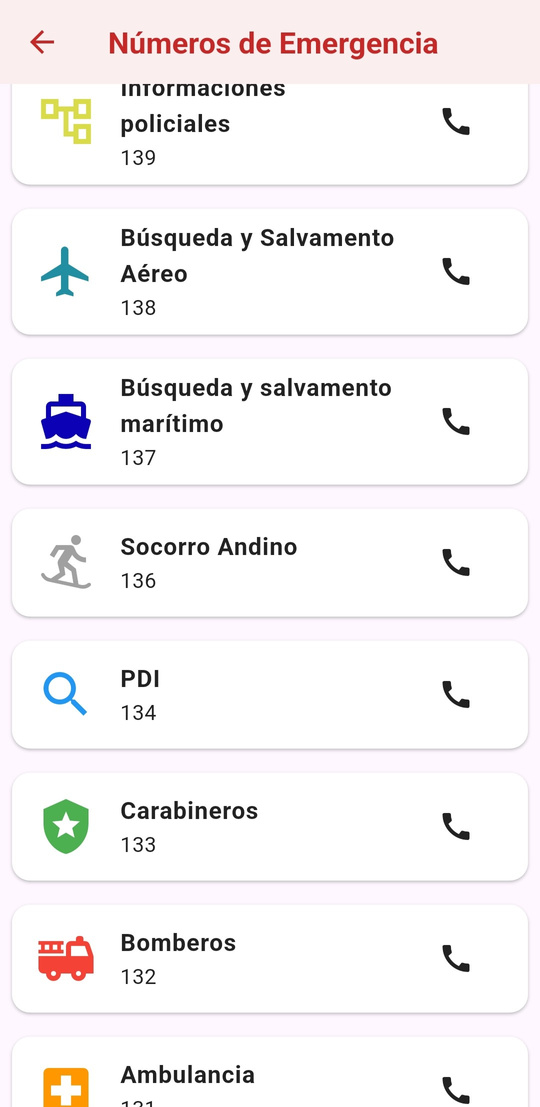 Números de Emergencia
Informaciones
policiales
139
Búsqueda y Salvamento
Aéreo
138
Búsqueda y salvamento
marítimo
137
Socorro Andino
136
PDI
134
Carabineros
133
Bomberos
132
Ambulancia
131